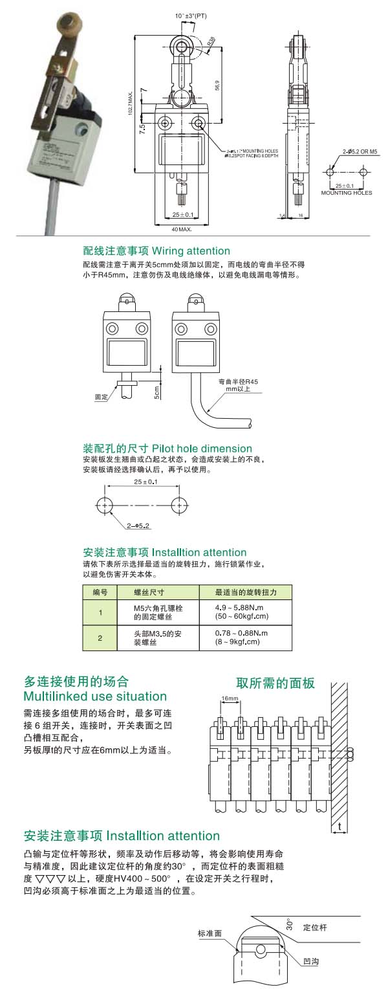 10°±3°(PT)
R38
102.7MAX.
7
7.5
56.9
MOUNTING HOLES
SPOT FACING 6:DEPTH
25±0.1
40MAX.
1.4
16
2-Ø5.2 OR M5
25±0.1
MOUNTING HOLES
配线注意事项 Wiring attention
配线需注意于离开关5cmm处须加以固定，而电线的弯曲半径不得
小于R45mm，注意勿伤及电线绝缘体，以避免电线漏电等情形。
固定
5cm
弯曲半径R45
mm以上
装配孔的尺寸 Pilot hole dimension
安装板发生翘曲或凸起之状态，会造成安装上的不良，
安装板请经选择确认后，再予以使用。
25±0.1
2-Φ5.2
安装注意事项 Installtion attention
请依下表所示选择最适当的旋转扭力，施行锁紧作业，
以避免伤害开关本体。
编号 螺丝尺寸 最适当的旋转扭力
1 M5六角孔骡栓的固定螺丝 4.9~5.88N.m (50~60kgf.cm)
2 头部M3.5的安装螺丝 0.78~0.88N.m (8~9kgf.cm)
多连接使用的场合
Multilinked use situation
需连接多组使用的场合时，最多可连
接 6 组开关，连接时，开关表面之凹
凸槽相互配合，
另板厚t的尺寸应在6mm以上为适当。
取所需的面板
16mm
t
安装注意事项 Installtion attention
凸输与定位杆等形状，频率及动作后移动等，将会影响使用寿命
与精准度，因此建议定位杆的角度约30°，而定位杆的表面粗糙
度 ▽▽▽ 以上，硬度HV400~500°，在设定开关之行程时，
凹沟必须高于标准面之上为最适当的位置。
标准面
30°
定位杆
凹沟